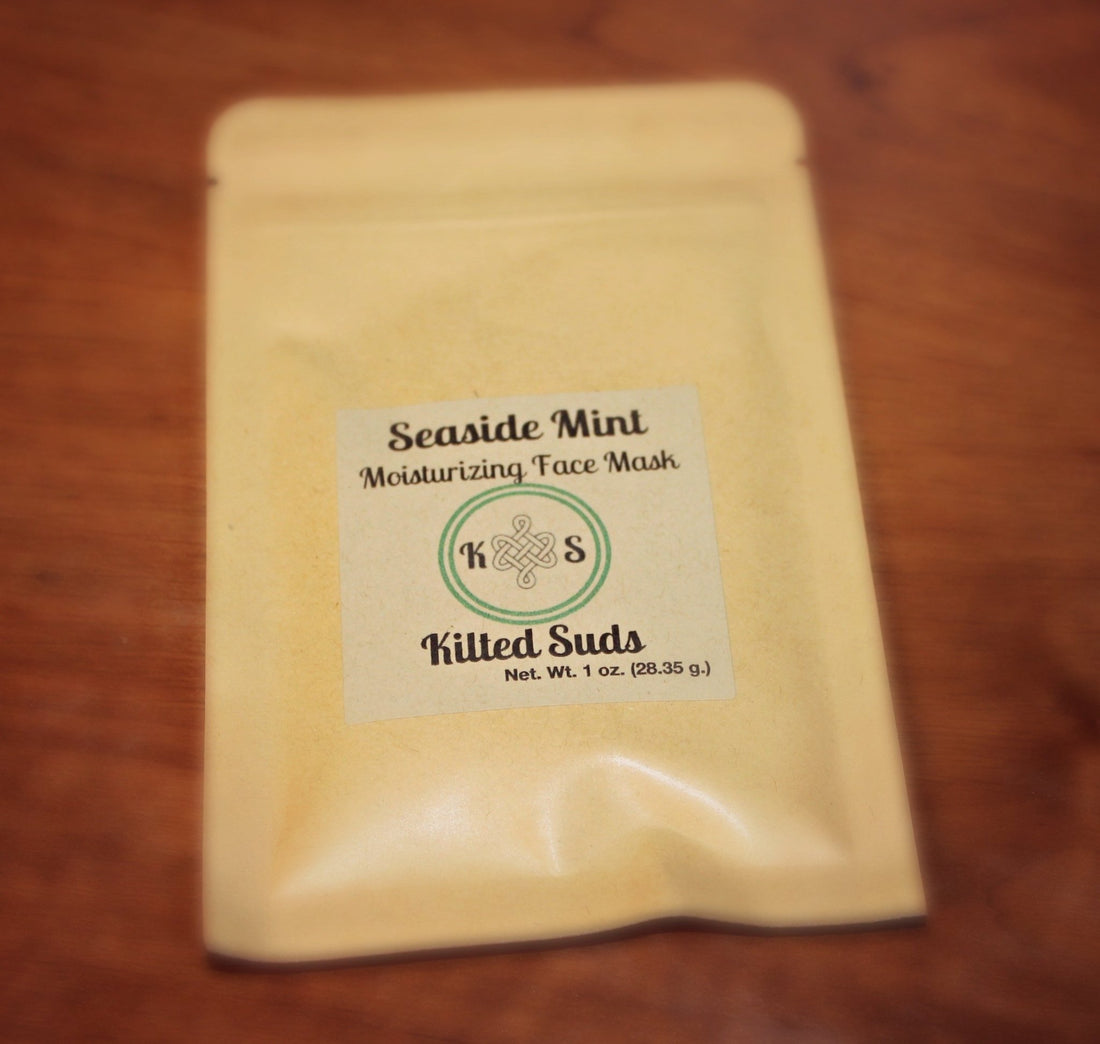 Seaside Mint
Moisturizing Face Mask
K S
Kilted Suds
Net. Wt. 1 oz. (28.35 g.)